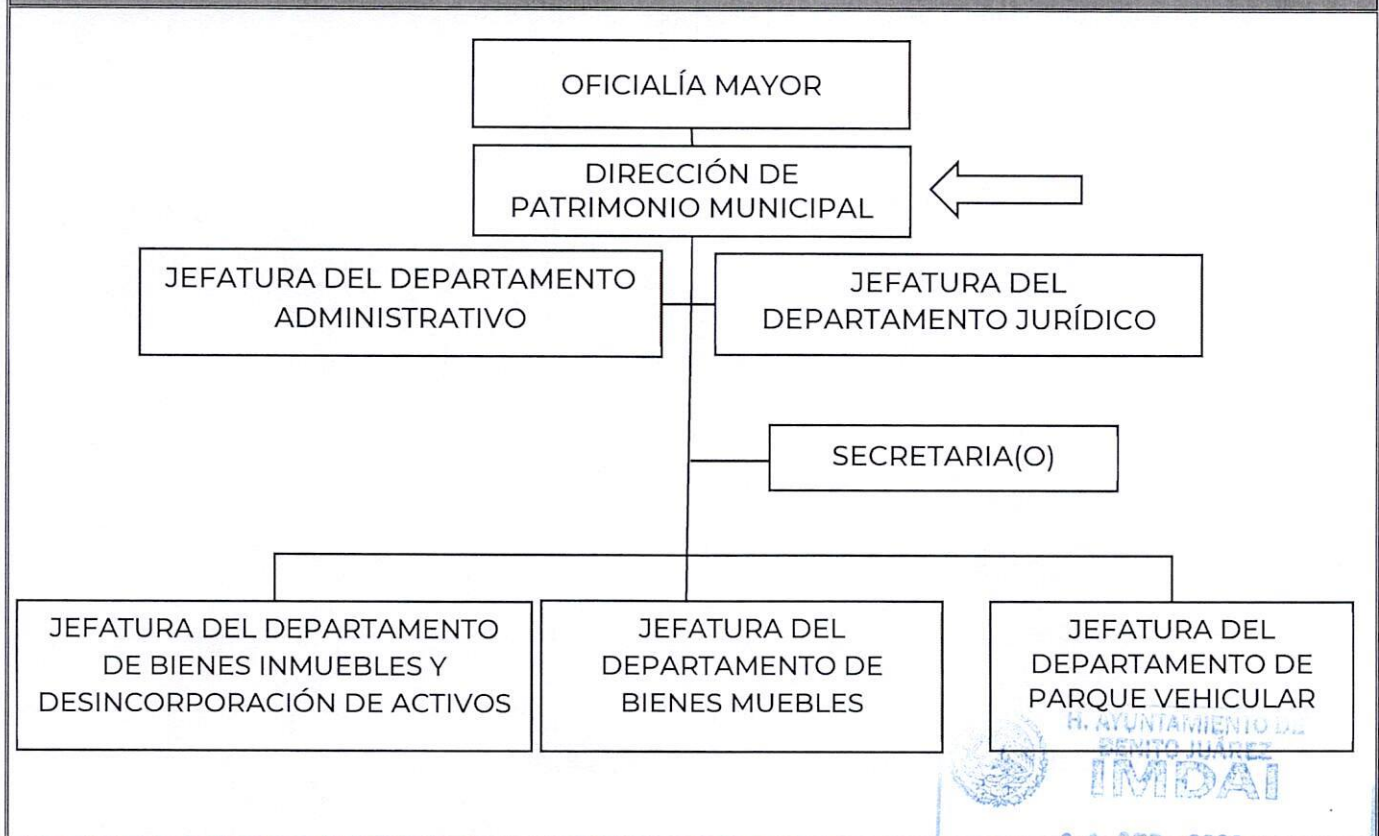 OFICIALÍA MAYOR
DIRECCIÓN DE
PATRIMONIO MUNICIPAL
JEFATURA DEL DEPARTAMENTO
ADMINISTRATIVO
JEFATURA DEL
DEPARTAMENTO JURÍDICO
SECRETARIA(O)
JEFATURA DEL DEPARTAMENTO
DE BIENES INMUEBLES Y
DESINCORPORACIÓN DE ACTIVOS
JEFATURA DEL
DEPARTAMENTO DE
BIENES MUEBLES
JEFATURA DEL
DEPARTAMENTO DE
PARQUE VEHICULAR
H. AYUNTAMIENTO DE
BENITO JUÁREZ
IMDAI